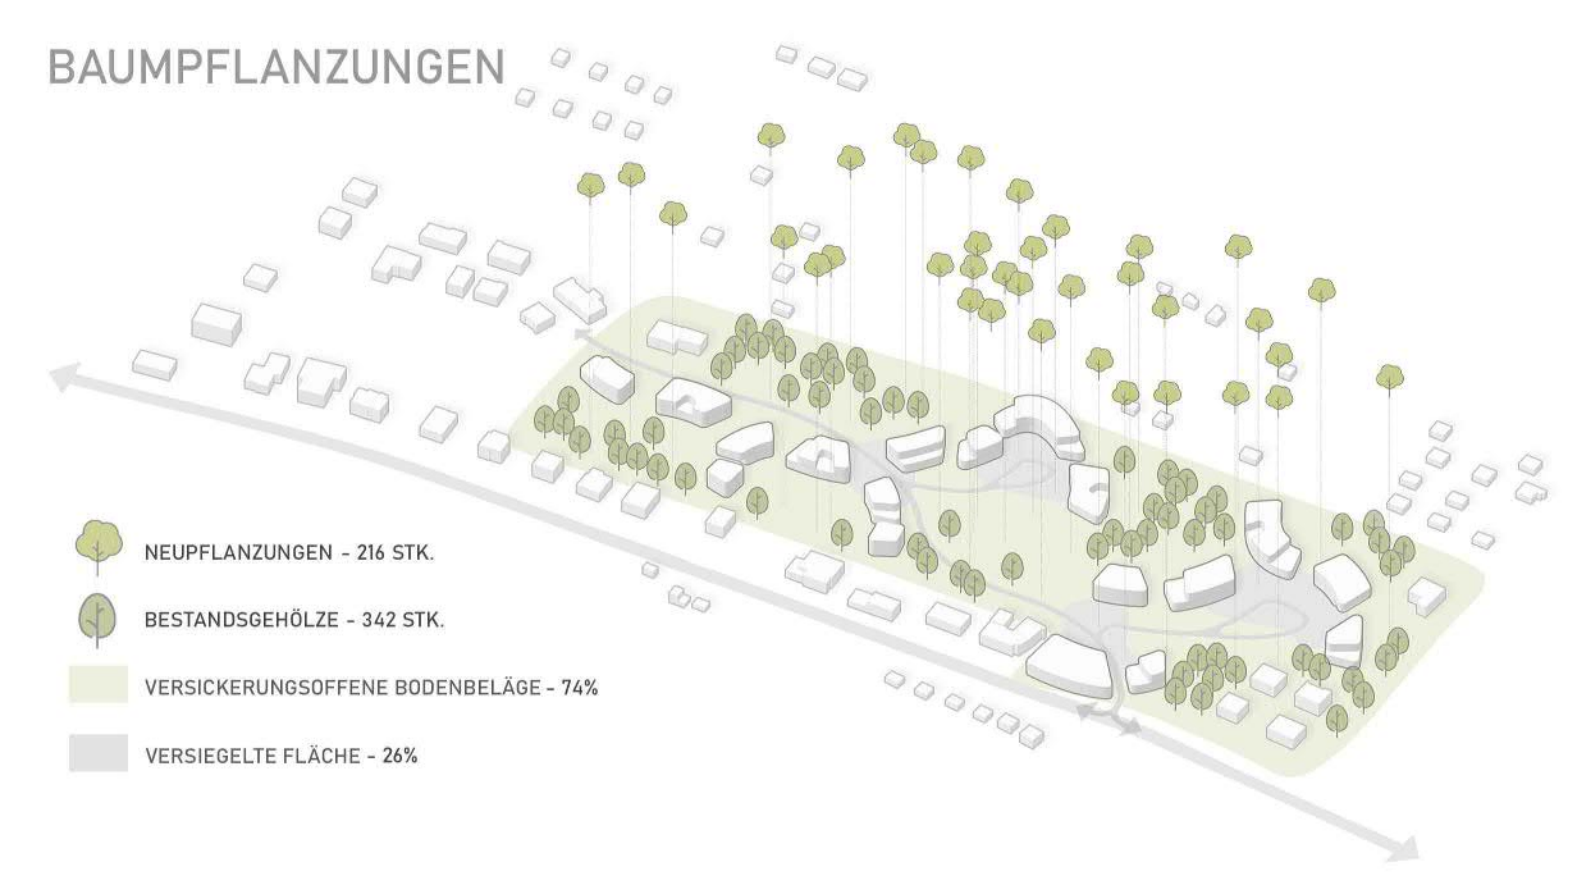 BAUMPFLANZUNGEN
NEUPFLANZUNGEN - 216 STK.
BESTANDSGEHÖLZE - 342 STK.
VERSICKERUNGSOFFENE BODENBELÄGE - 74%
VERSIEGELTE FLÄCHE - 26%